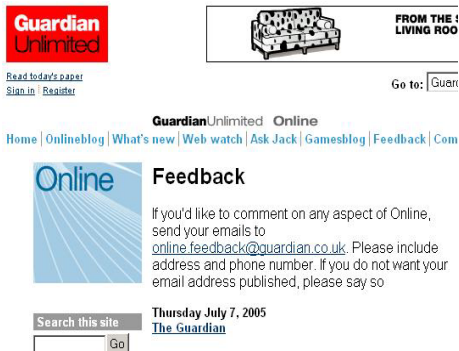 Guardian
Unlimited
FROM THE
LIVING ROO
Read today's paper
Sign in Register
Go to: Guar
GuardianUnlimited Online
Home | Onlineblog | What's new | Web watch | Ask Jack | Gamesblog | Feedback | Com
Online
Feedback
If you'd like to comment on any aspect of Online,
send your emails to
online.feedback@guardian.co.uk. Please include
address and phone number. If you do not want your
email address published, please say so
Thursday July 7, 2005
The Guardian
Search this site
Go